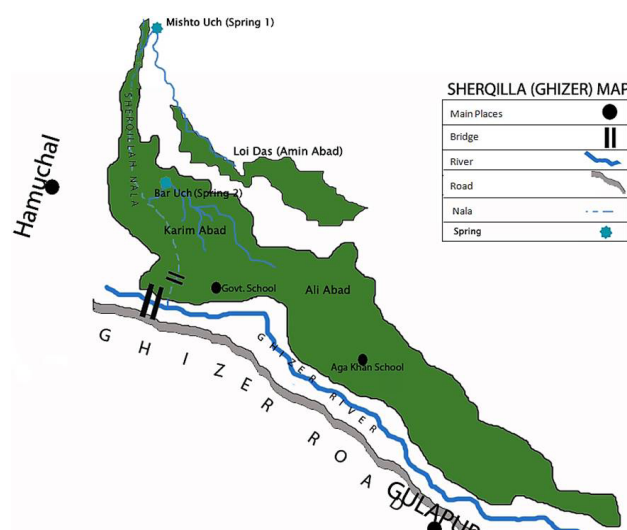 Mishto Uch (Spring 1)
SHERQILLA (GHIZER) MAP
Main Places
Bridge
River
Road
Nala
Spring
SHERQILLAH NALA
Loi Das (Amin Abad)
Hamuchal
Bar Uch (Spring 2)
Karim Abad
Govt. School
Ali Abad
GHIZER RIVER
Aga Khan School
GHIZER ROAD